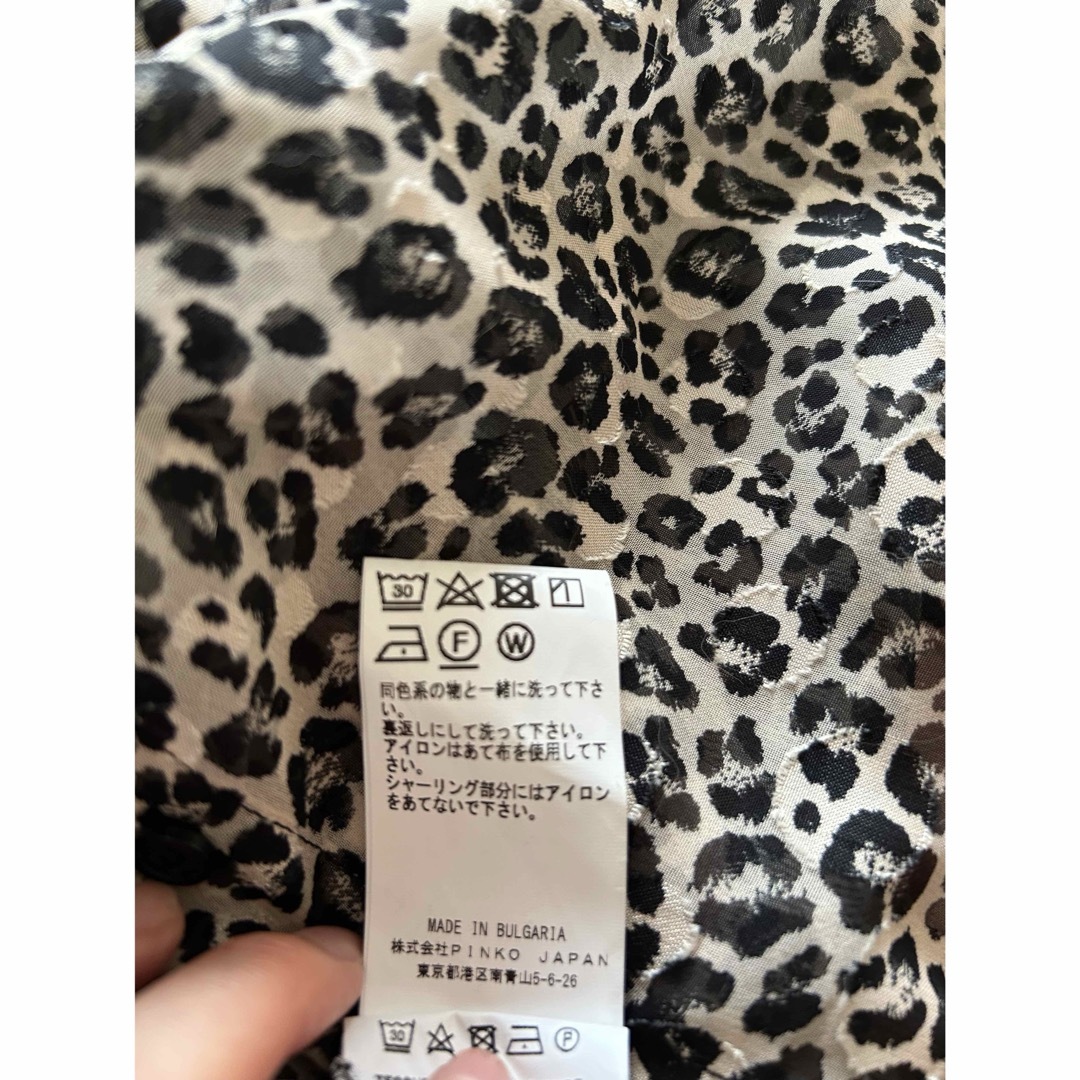 30
F W
同色系の物と一緒に洗って下さ
い。
裏返しにして洗って下さい。
アイロンはあて布を使用して下
さい。
シャーリング部分にはアイロン
をあてないで下さい。
MADE IN BULGARIA
株式会社PINKO JAPAN
東京都港区南青山5-6-26
30 P